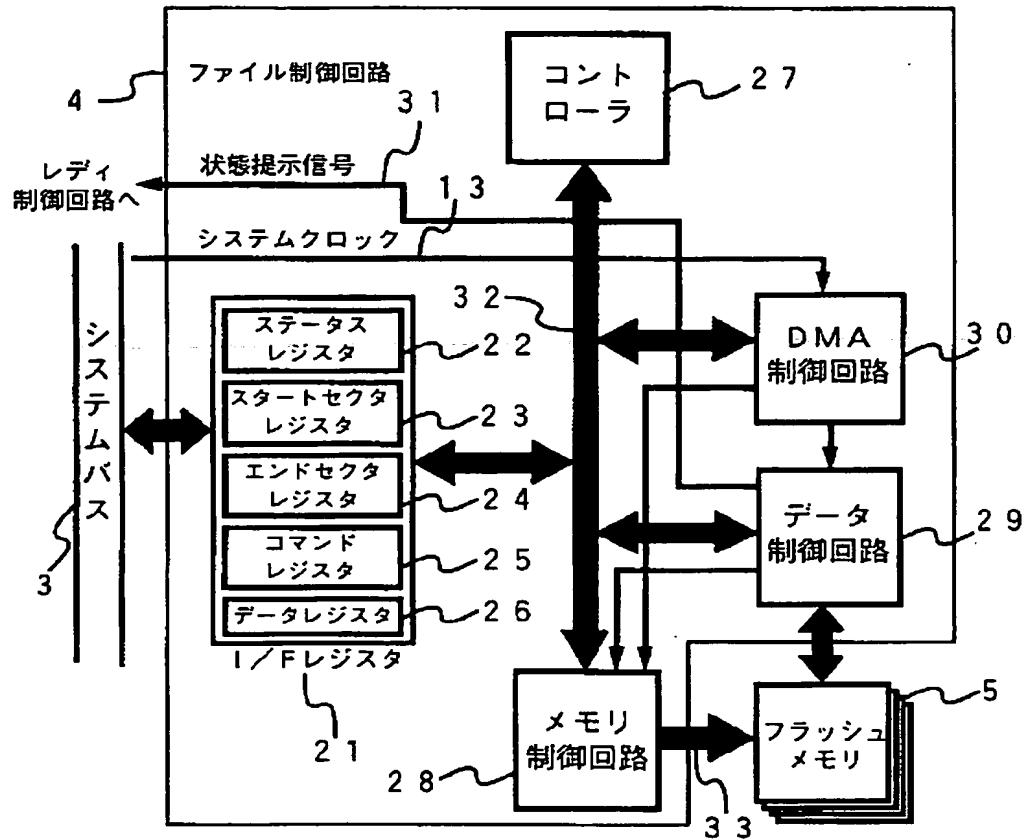 ファイル制御回路
4
コント
ローラ
27
31
状態提示信号
レディ
制御回路へ
13
システムクロック
32
システムバス
3
ステータス
レジスタ
22
スタートセクタ
レジスタ
23
エンドセクタ
レジスタ
24
コマンド
レジスタ
25
データレジスタ
26
I/Fレジスタ
21
DMA
制御回路
30
データ
制御回路
29
メモリ
制御回路
28
フラッシュ
メモリ
5
33